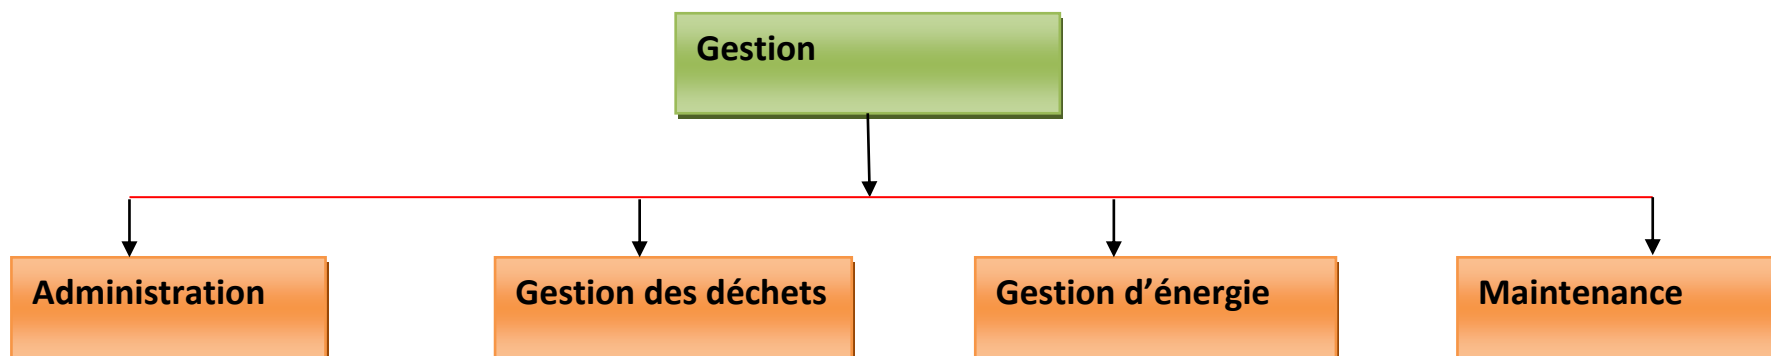 Gestion
Administration
Gestion des déchets
Gestion d’énergie
Maintenance